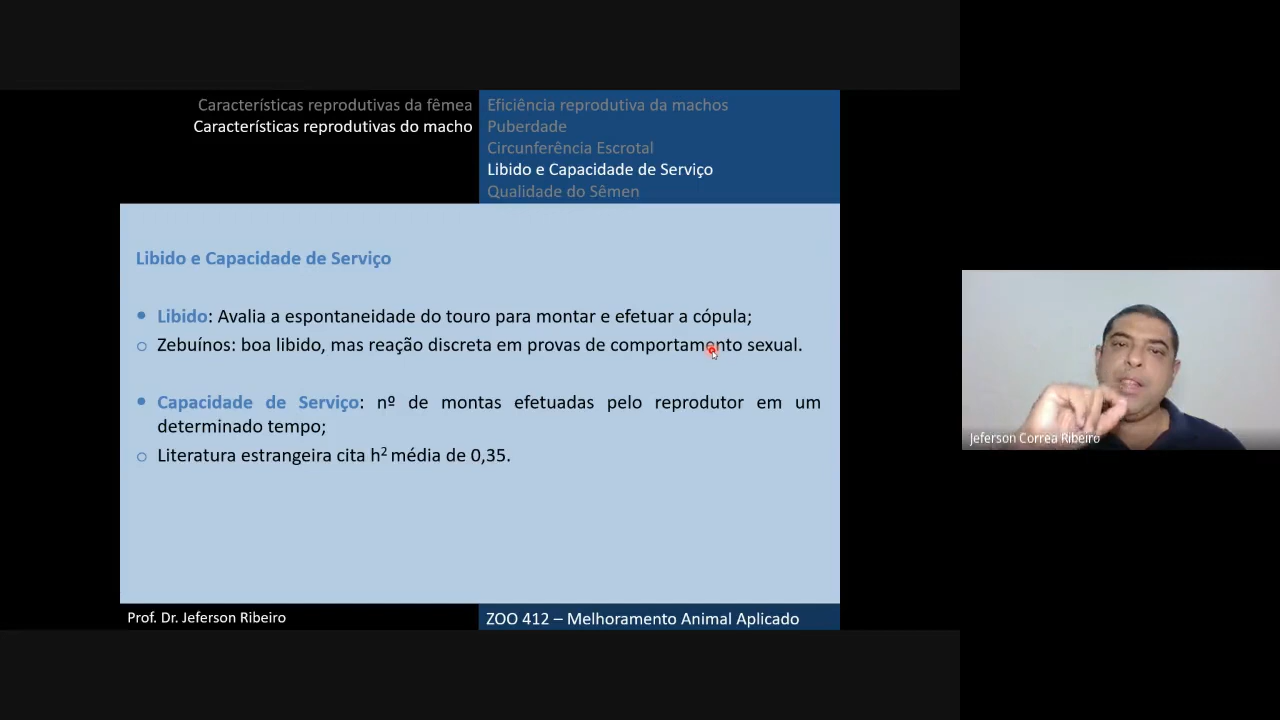 Características reprodutivas da fêmea
Características reprodutivas do macho
Eficiência reprodutiva da machos
Puberdade
Circunferência Escrotal
Libido e Capacidade de Serviço
Qualidade do Sêmen
Libido e Capacidade de Serviço
• Libido: Avalia a espontaneidade do touro para montar e efetuar a cópula;
○ Zebuínos: boa libido, mas reação discreta em provas de comportamento sexual.
• Capacidade de Serviço: nº de montas efetuadas pelo reprodutor em um
determinado tempo;
○ Literatura estrangeira cita h² média de 0,35.
Jeferson Correa Ribeiro
Prof. Dr. Jeferson Ribeiro
ZOO 412 – Melhoramento Animal Aplicado